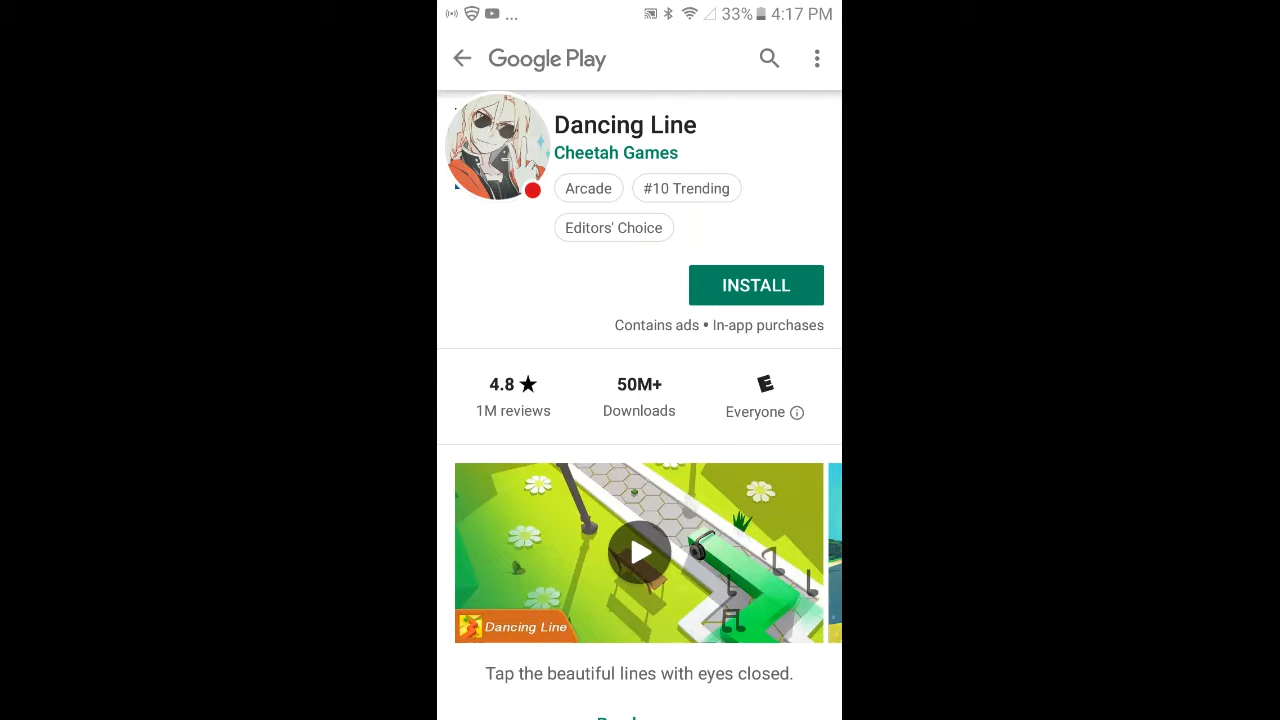 ... 33% 4:17 PM
Google Play
Dancing Line
Cheetah Games
Arcade #10 Trending
Editors' Choice
INSTALL
Contains ads • In-app purchases
4.8 ★ 50M+ E
1M reviews Downloads Everyone
Dancing Line
Tap the beautiful lines with eyes closed.